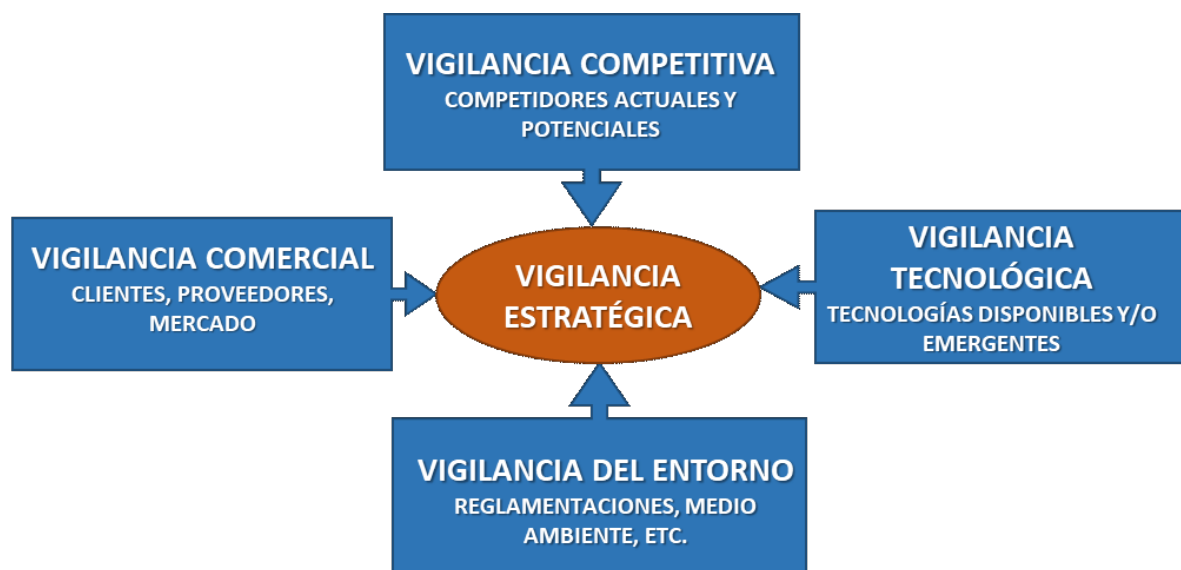 VIGILANCIA COMPETITIVA
COMPETIDORES ACTUALES Y
POTENCIALES
VIGILANCIA COMERCIAL
CLIENTES, PROVEEDORES,
MERCADO
VIGILANCIA
ESTRATÉGICA
VIGILANCIA
TECNOLÓGICA
TECNOLOGÍAS DISPONIBLES Y/O
EMERGENTES
VIGILANCIA DEL ENTORNO
REGLAMENTACIONES, MEDIO
AMBIENTE, ETC.